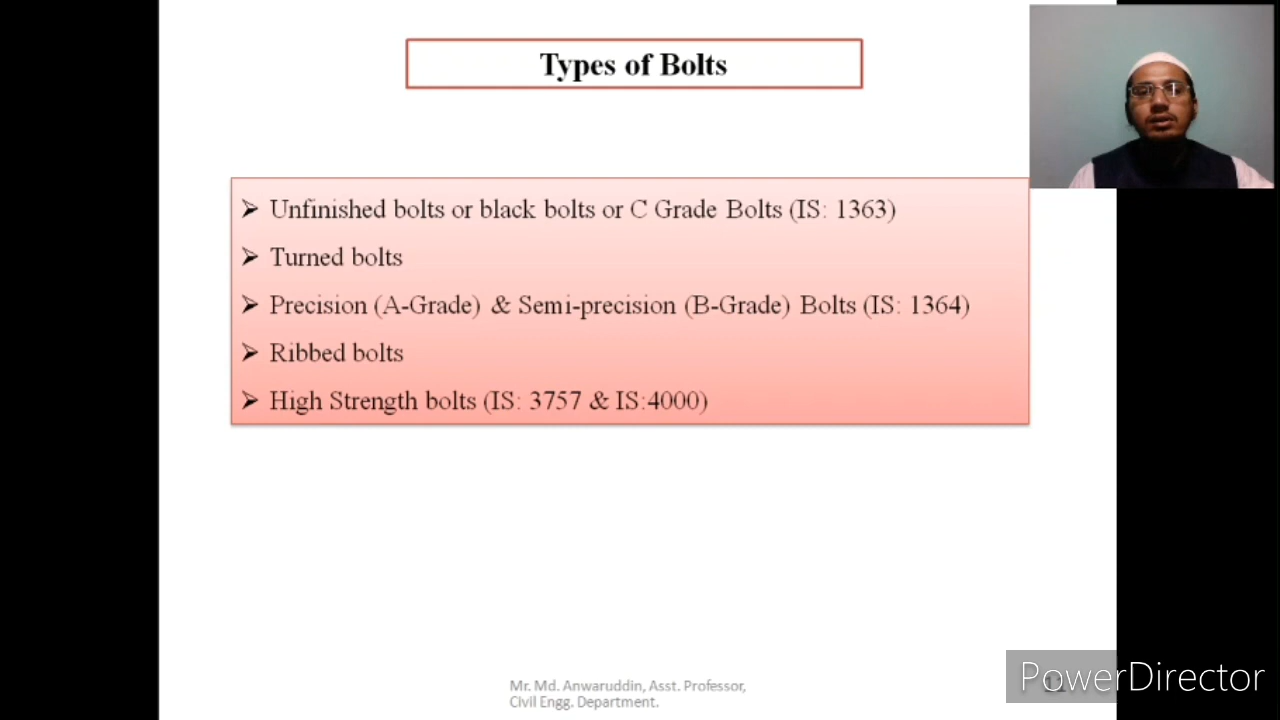 Types of Bolts
➢ Unfinished bolts or black bolts or C Grade Bolts (IS: 1363)
➢ Turned bolts
➢ Precision (A-Grade) & Semi-precision (B-Grade) Bolts (IS: 1364)
➢ Ribbed bolts
➢ High Strength bolts (IS: 3757 & IS:4000)
Mr. Md. Anwaruddin, Asst. Professor,
Civil Engg. Department.
PowerDirector